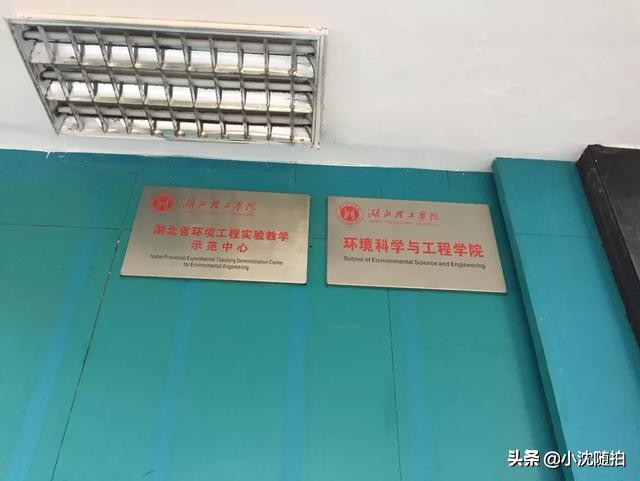 湖北理工学院
湖北省环境工程实验教学
示范中心
Hubei Provincial Experimental Teaching Demonstration Center
for Environmental Engineering
湖北理工学院
环境科学与工程学院
School of Environmental Science and Engineering
头条 @小沈随拍